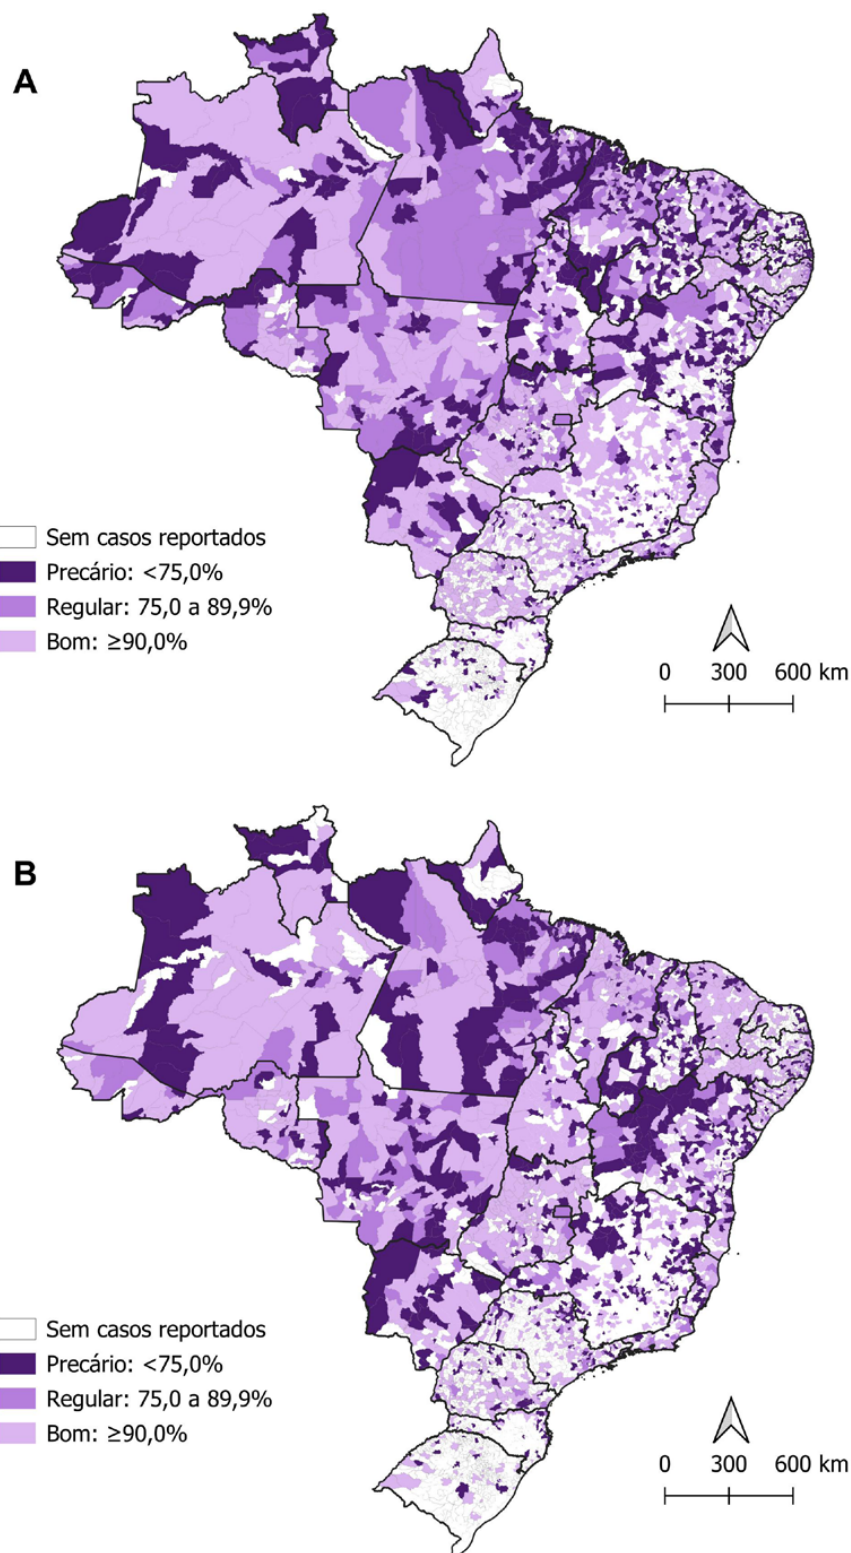 A
Sem casos reportados
Precário: <75,0%
Regular: 75,0 a 89,9%
Bom: ≥90,0%
0 300 600 km
B
Sem casos reportados
Precário: <75,0%
Regular: 75,0 a 89,9%
Bom: ≥90,0%
0 300 600 km